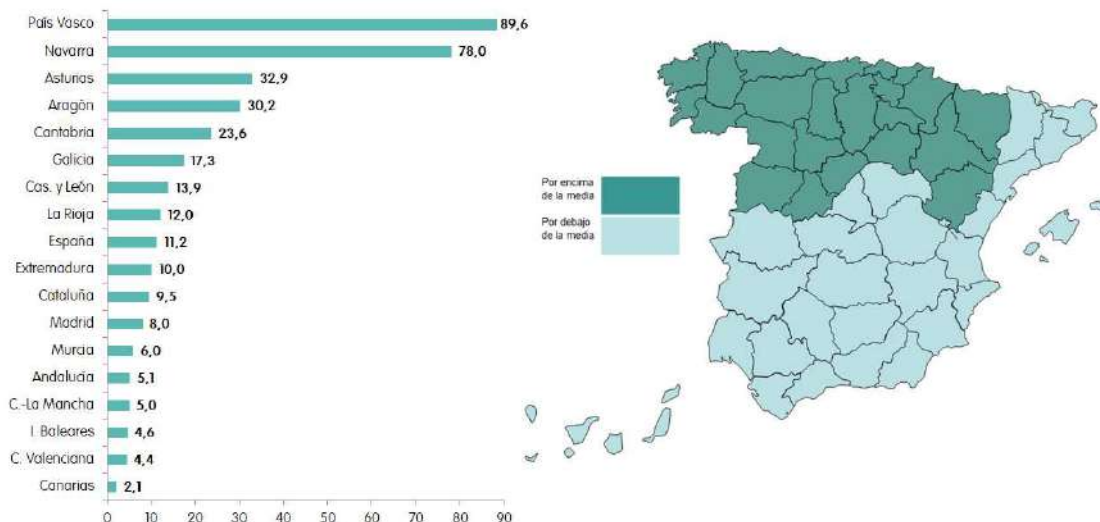 País Vasco 89,6
Navarra 78,0
Asturias 32,9
Aragón 30,2
Cantabria 23,6
Galicia 17,3
Cas. y León 13,9
La Rioja 12,0
España 11,2
Extremadura 10,0
Cataluña 9,5
Madrid 8,0
Murcia 6,0
Andalucía 5,1
C.-La Mancha 5,0
I. Baleares 4,6
C. Valenciana 4,4
Canarias 2,1
0 10 20 30 40 50 60 70 80 90
Por encima
de la media
Por debajo
de la media